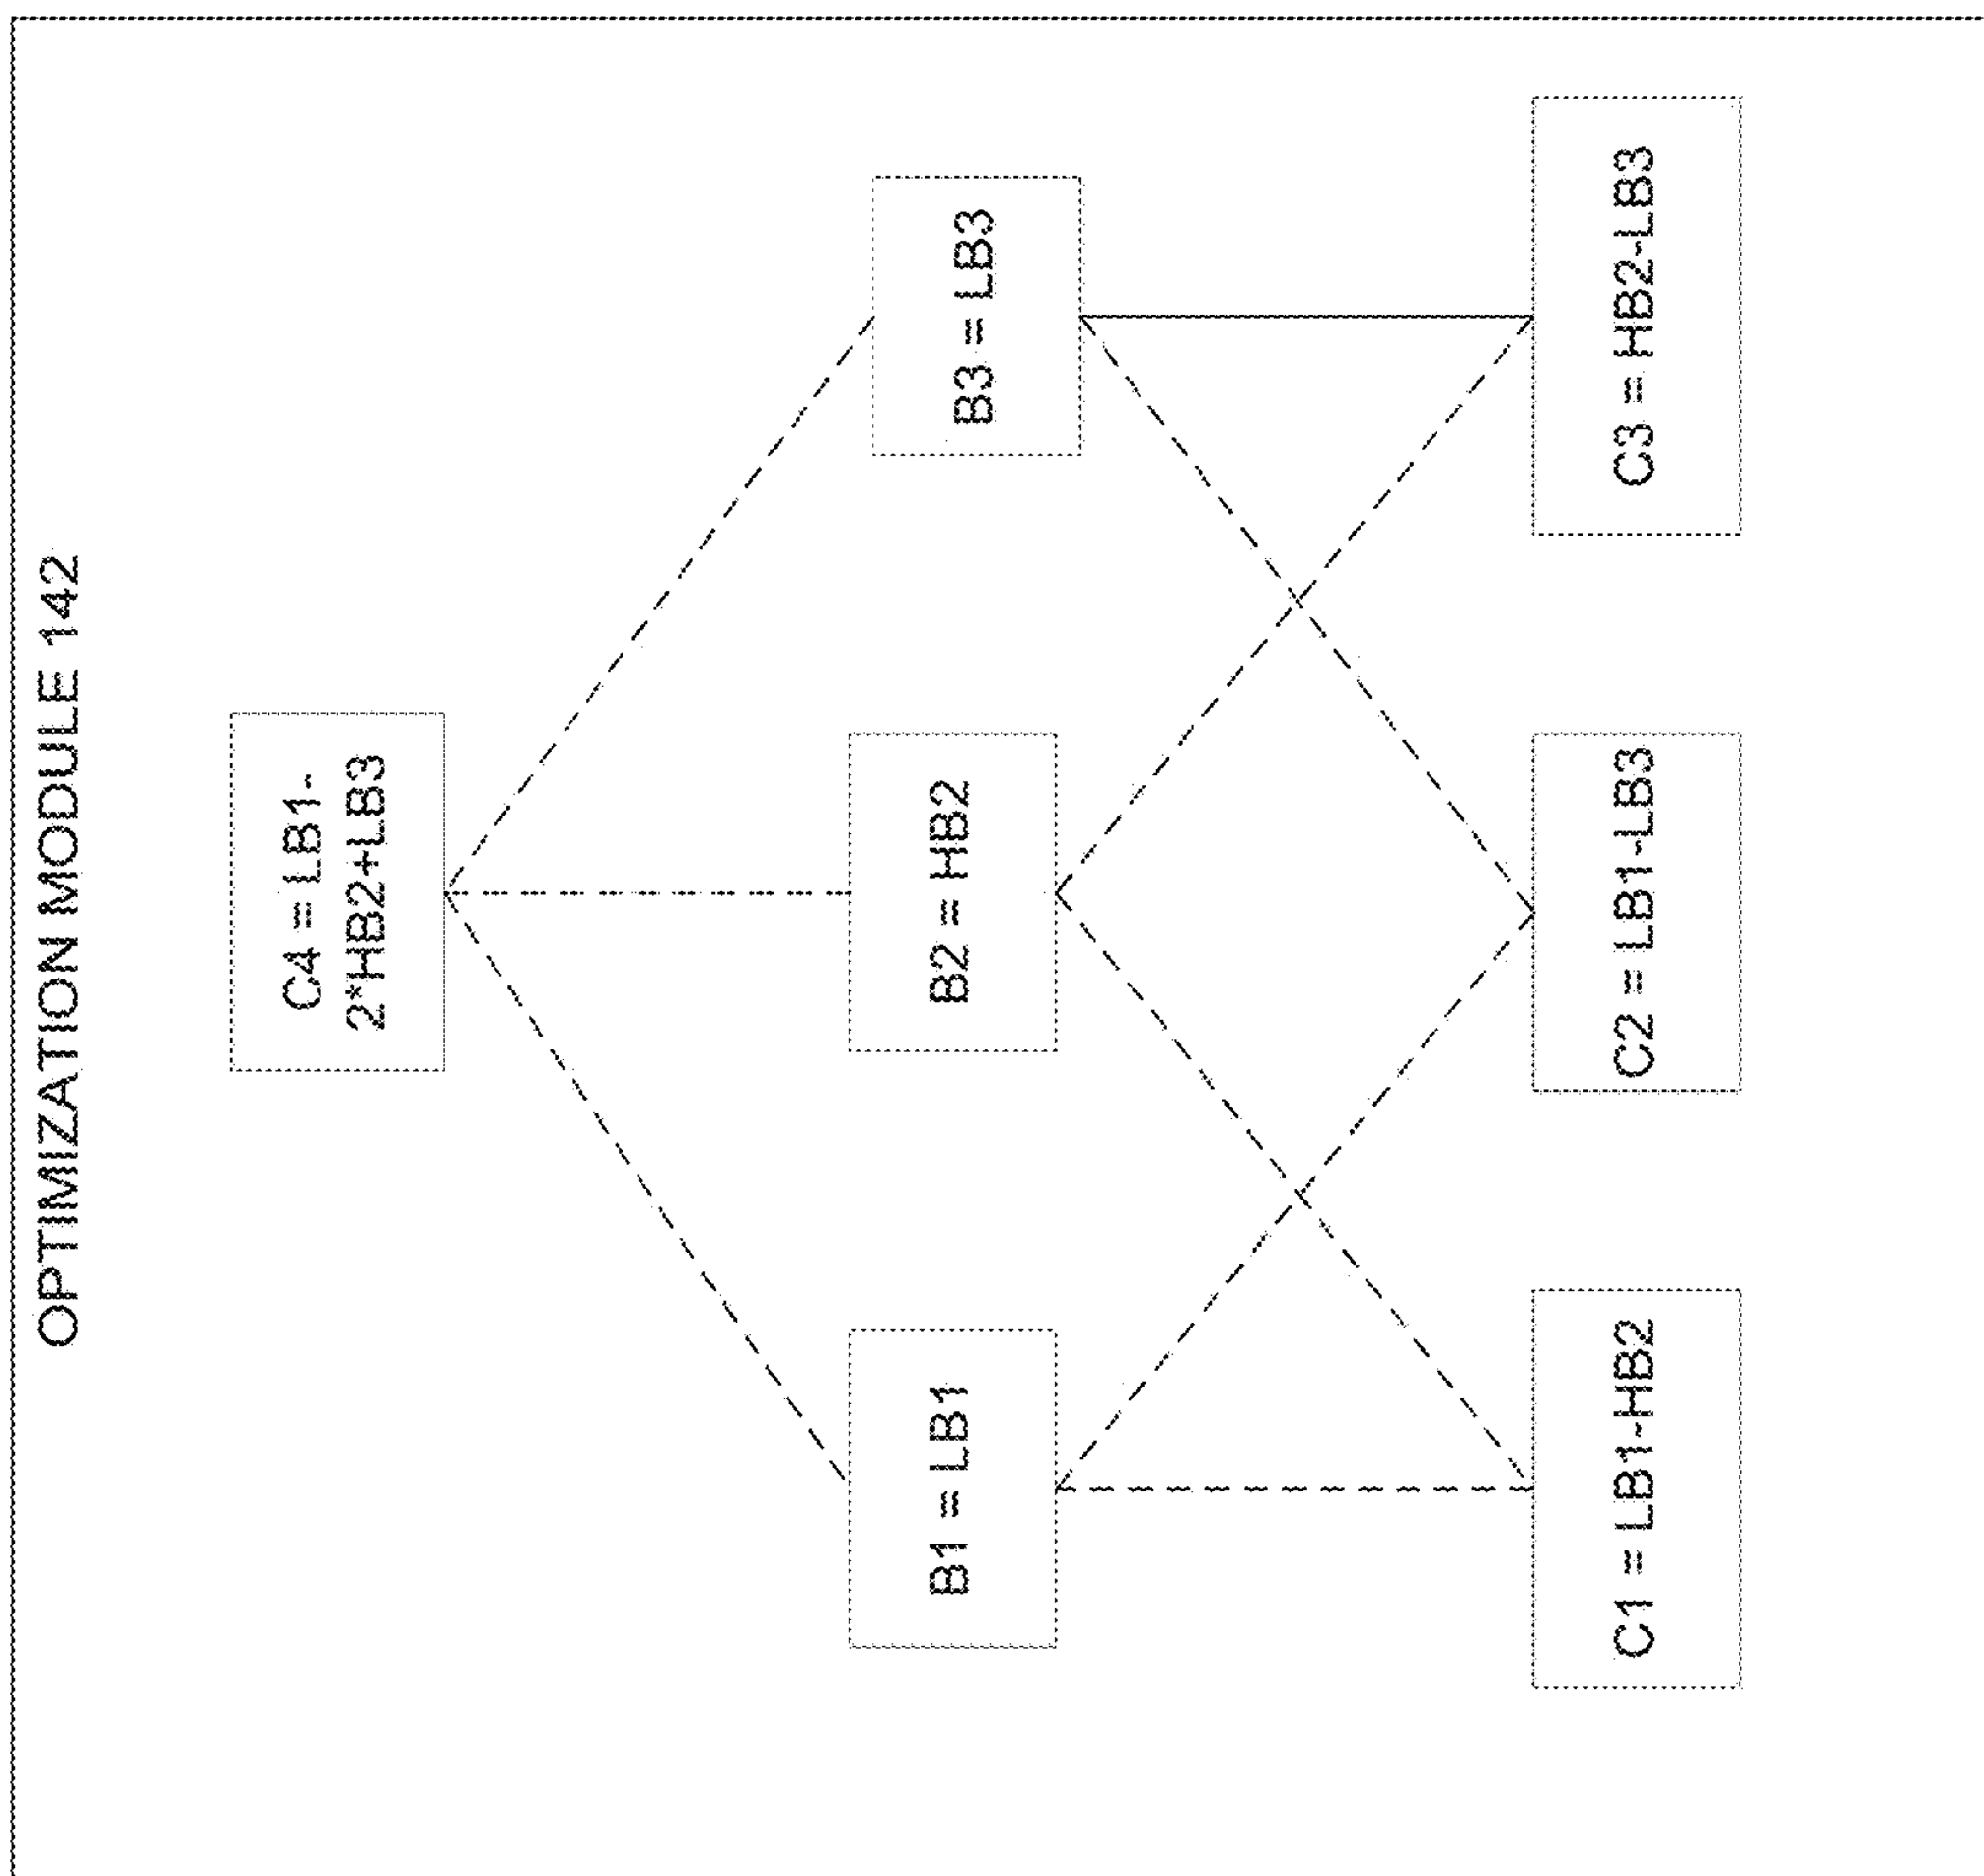 OPTIMIZATION MODULE 142
C4 = LB1-
2*HB2+LB3
B1 = LB1
B2 = HB2
B3 = LB3
C1 = LB1-HB2
C2 = LB1-LB3
C3 = HB2-LB3